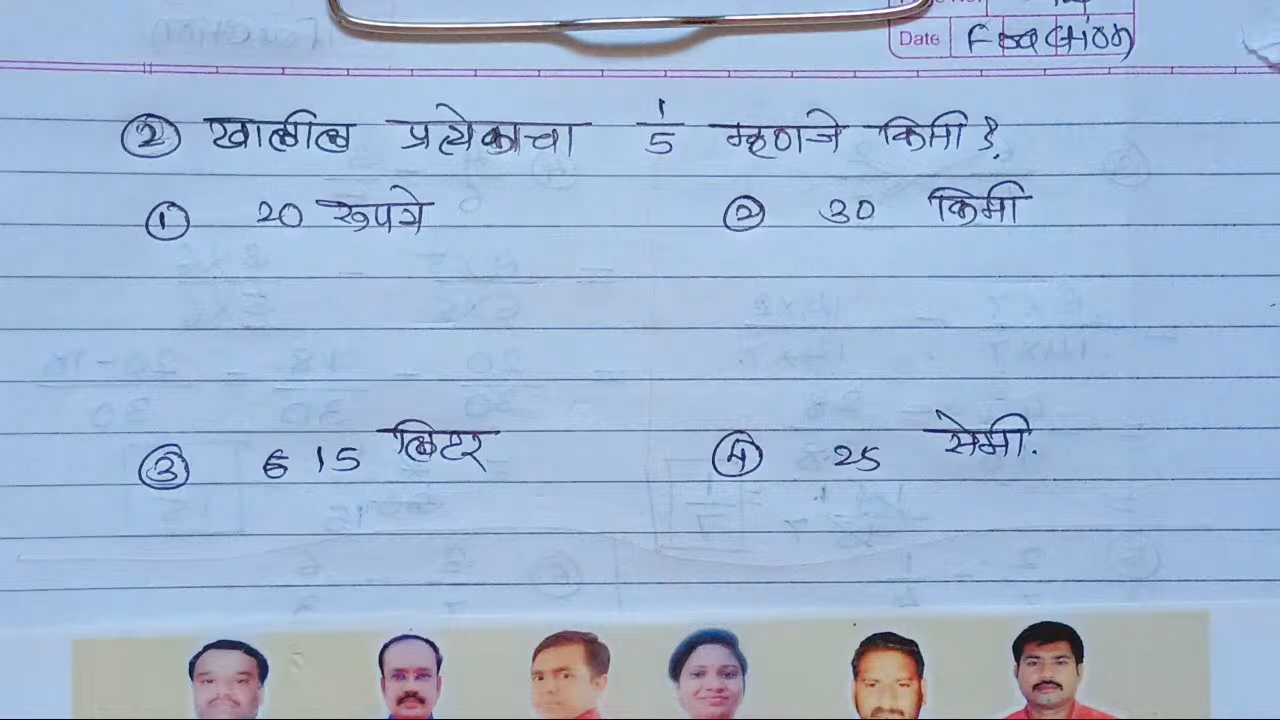 Date Fraction
② खालील प्रत्येकाचा 1/5 म्हणजे किमी ?
① 20 रुपये ② 30 किमी
③ 15 लिटर ④ 25 सेमी.